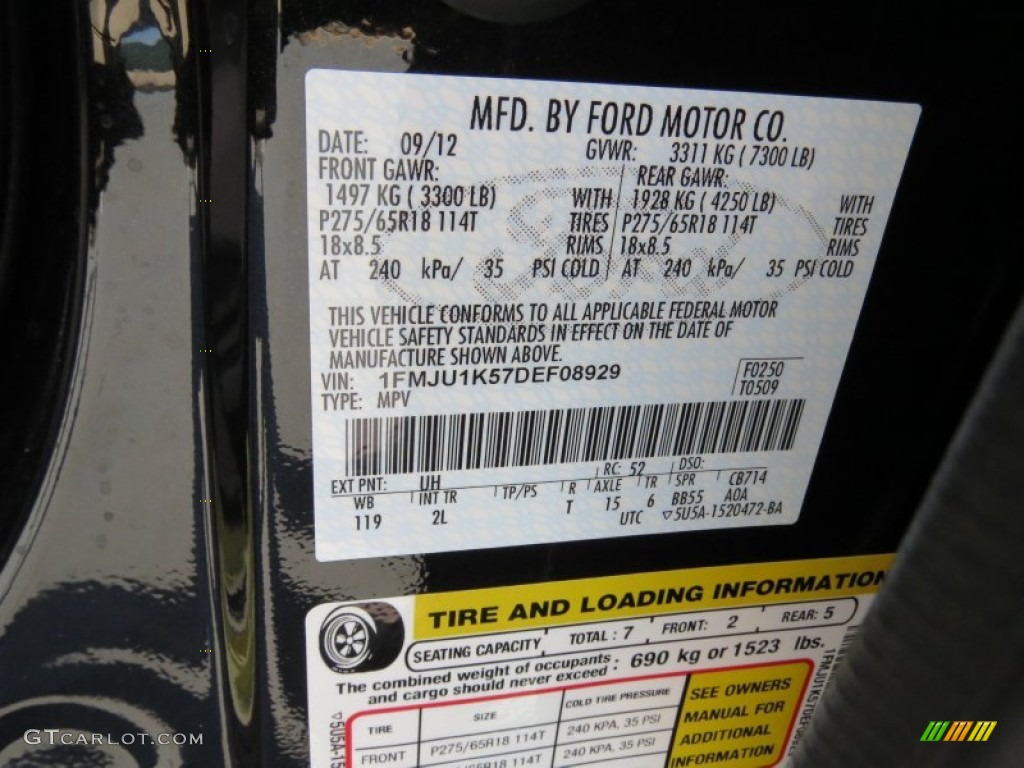 MFD. BY FORD MOTOR CO.
DATE: 09/12 GVWR: 3311 KG ( 7300 LB)
FRONT GAWR: REAR GAWR:
1497 KG ( 3300 LB) WITH 1928 KG ( 4250 LB) WITH
P275/65R18 114T TIRES P275/65R18 114T TIRES
18x8.5 RIMS 18x8.5 RIMS
AT 240 kPa/ 35 PSI COLD AT 240 kPa/ 35 PSI COLD
THIS VEHICLE CONFORMS TO ALL APPLICABLE FEDERAL MOTOR
VEHICLE SAFETY STANDARDS IN EFFECT ON THE DATE OF
MANUFACTURE SHOWN ABOVE.
VIN: 1FMJU1K57DEF08929 F0250
TYPE: MPV T0509
EXT PNT: UH RC: 52 DSO:
WB INT TR TP/PS R AXLE TR SPR CB714
119 2L T 15 6 BB55 A0A
UTC ▽5U5A-1520472-BA
TIRE AND LOADING INFORMATION
SEATING CAPACITY TOTAL : 7 FRONT: 2 REAR: 5
The combined weight of occupants : 690 kg or 1523 lbs.
and cargo should never exceed
TIRE SIZE COLD TIRE PRESSURE
FRONT P275/65R18 114T 240 KPA, 35 PSI
65R18 114T 240 KPA, 35 PSI
SEE OWNERS
MANUAL FOR
ADDITIONAL
INFORMATION
▽5U5A-15
1FMJU1K57DEF08
GTCarLot.com